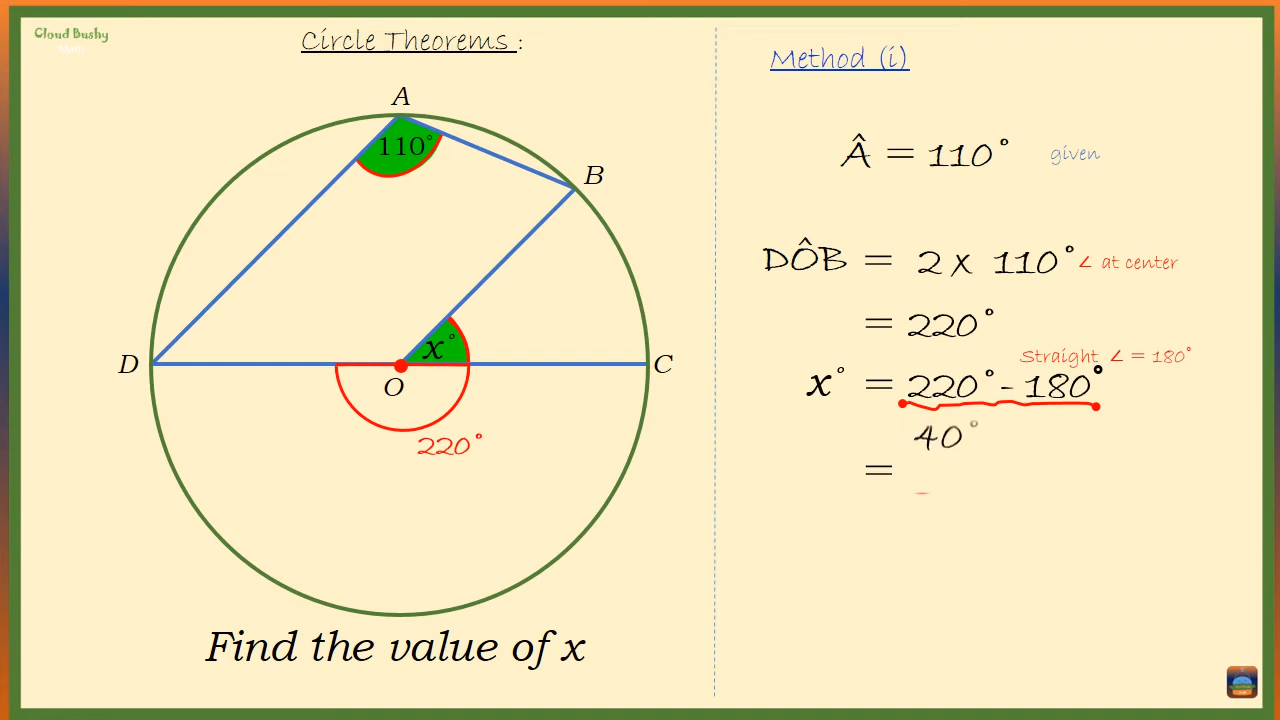 Cloud Bushy
Math
Circle Theorems :
A
110°
B
x°
D
O
C
220°
Find the value of x
Method (i)
Â = 110° given
DÔB = 2 x 110° ∠ at center
= 220°
Straight ∠ = 180°
x° = 220° - 180°
40°
=